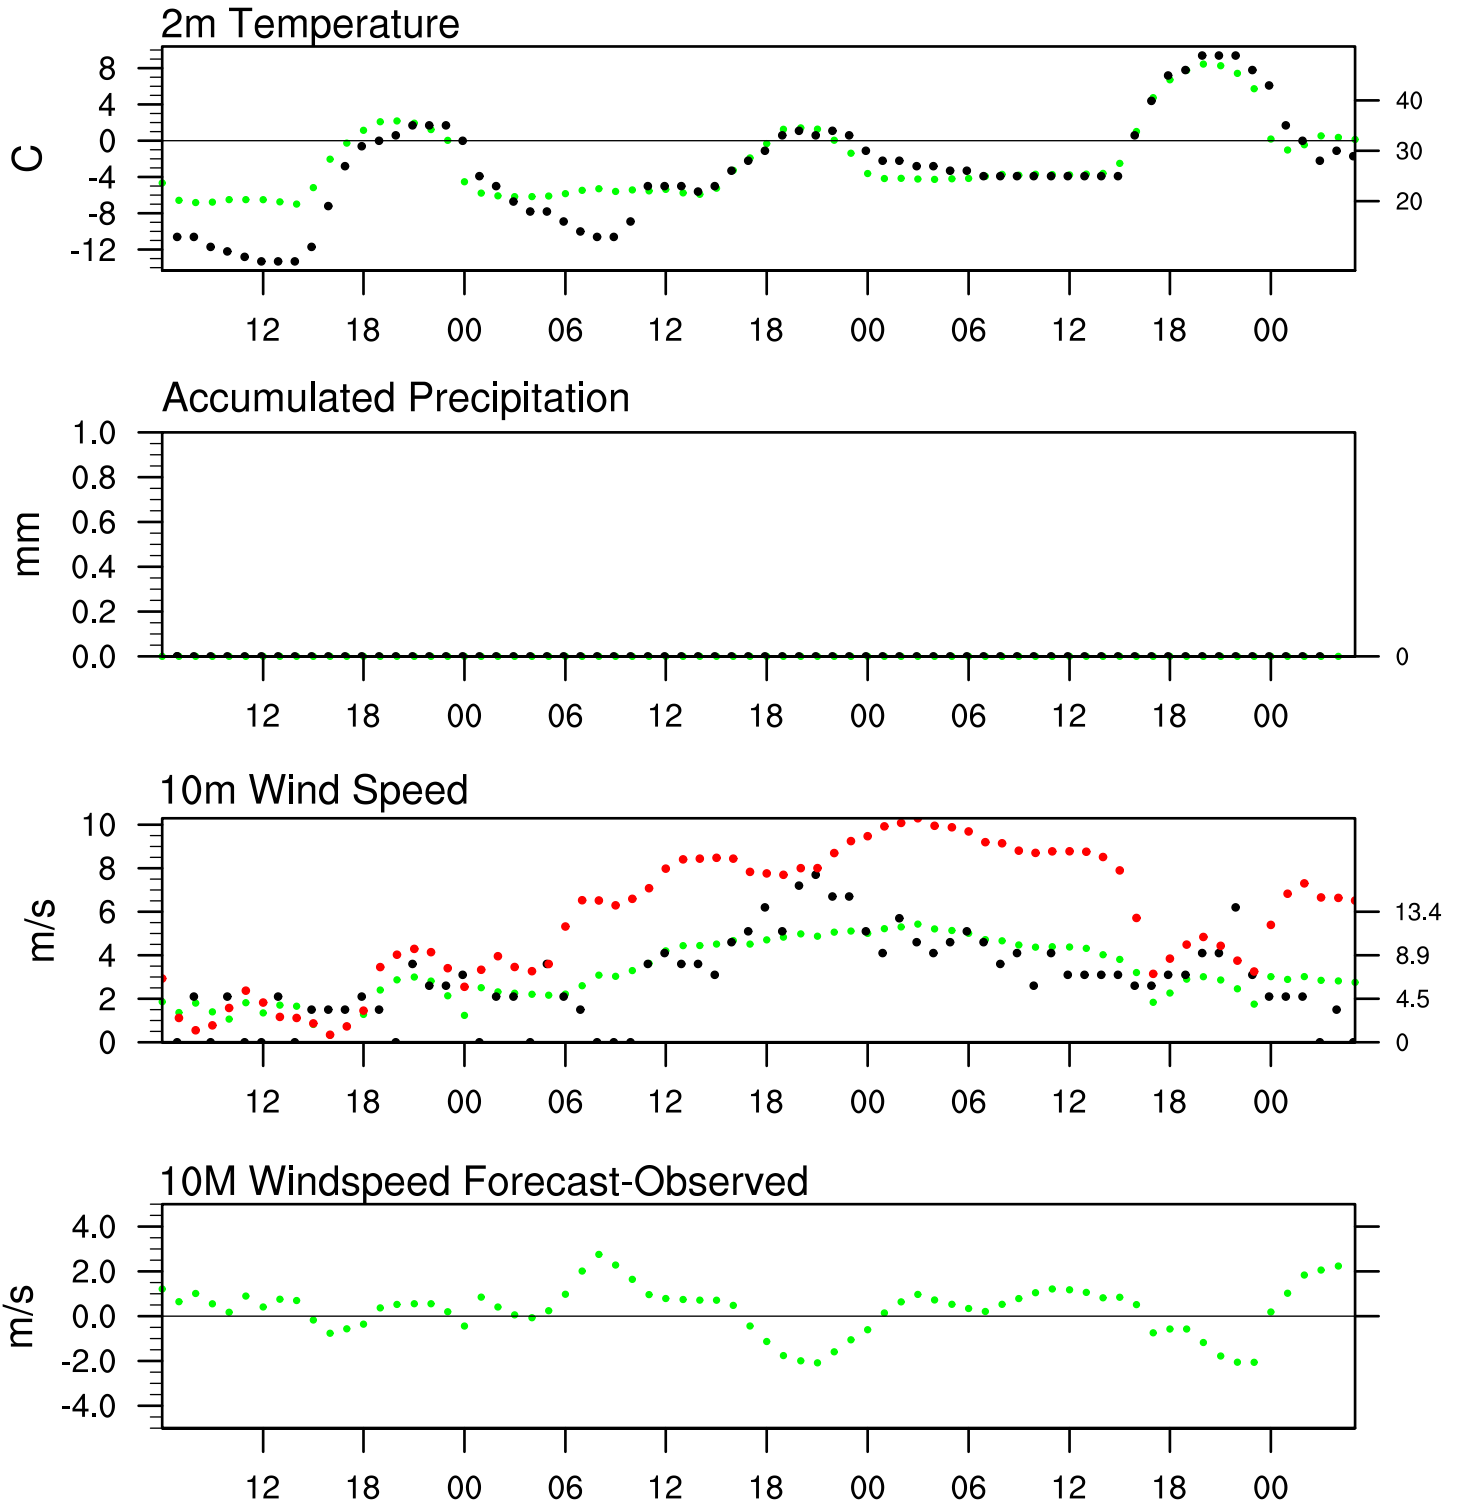 2m Temperature
8
4
0
-4
-8
-12
C
40
30
20
12 18 00 06 12 18 00 06 12 18 00
Accumulated Precipitation
1.0
0.8
0.6
0.4
0.2
0.0
mm
0
12 18 00 06 12 18 00 06 12 18 00
10m Wind Speed
10
8
6
4
2
0
m/s
13.4
8.9
4.5
0
12 18 00 06 12 18 00 06 12 18 00
10M Windspeed Forecast-Observed
4.0
2.0
0.0
-2.0
-4.0
m/s
12 18 00 06 12 18 00 06 12 18 00